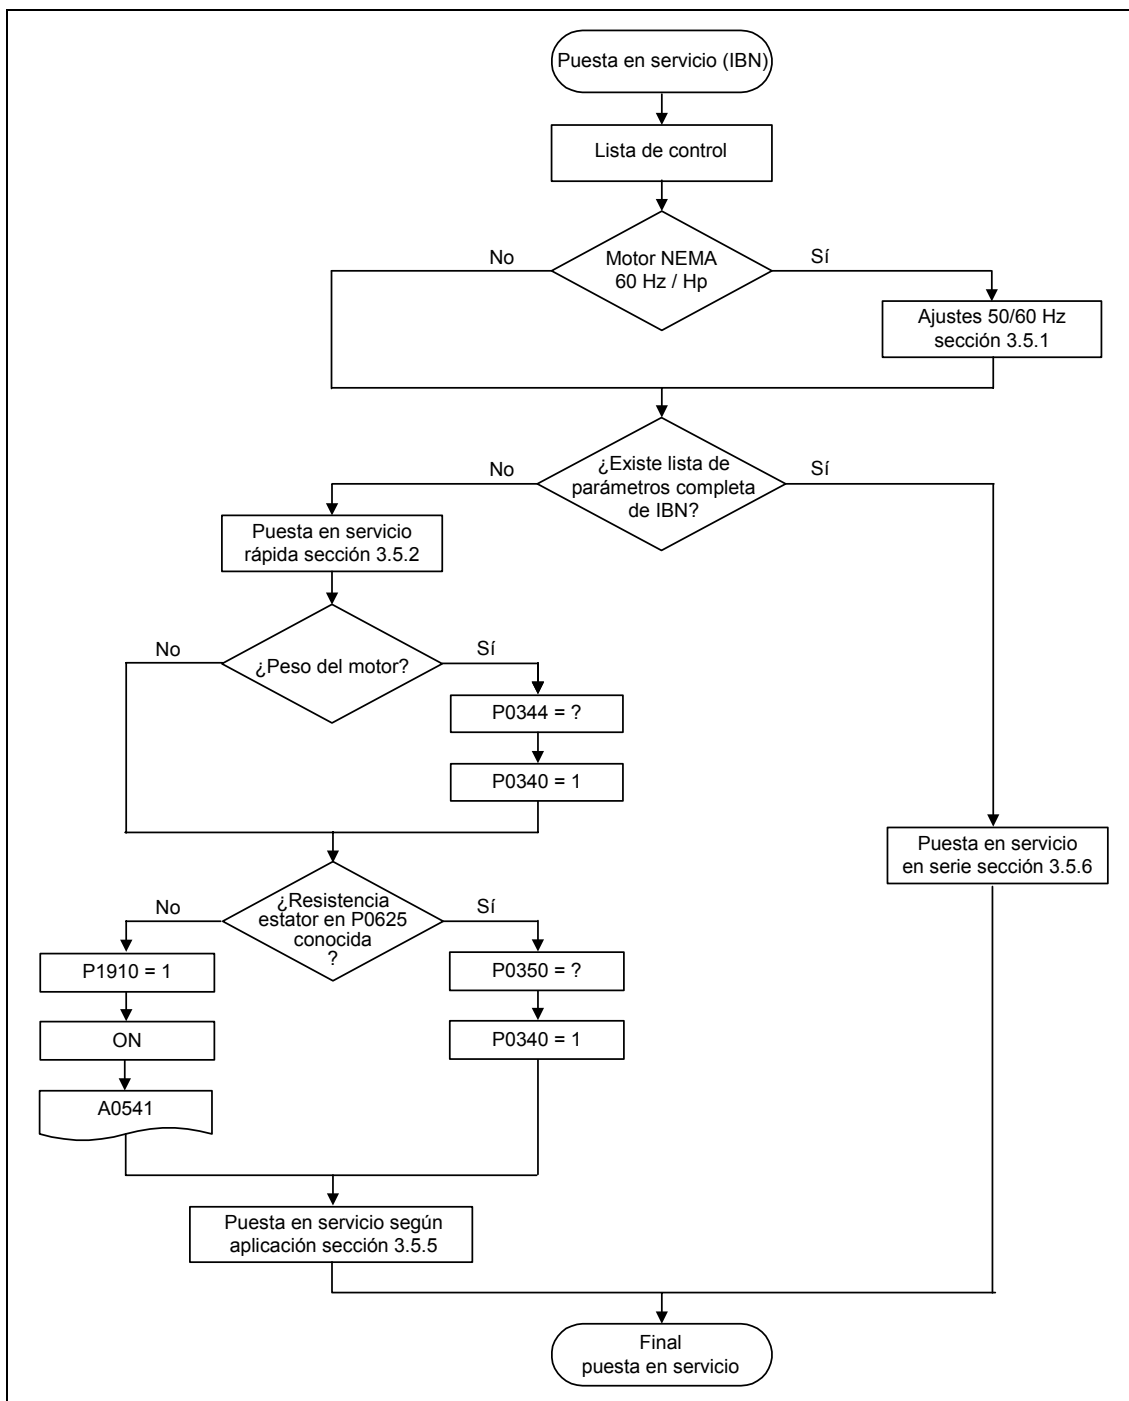 Puesta en servicio (IBN)
Lista de control
Motor NEMA
60 Hz / Hp
No
Sí
Ajustes 50/60 Hz
sección 3.5.1
¿Existe lista de
parámetros completa
de IBN?
No
Sí
Puesta en servicio
rápida sección 3.5.2
¿Peso del motor?
No
Sí
P0344 = ?
P0340 = 1
Puesta en servicio
en serie sección 3.5.6
¿Resistencia
estator en P0625
conocida
?
No
Sí
P1910 = 1
ON
A0541
P0350 = ?
P0340 = 1
Puesta en servicio según
aplicación sección 3.5.5
Final
puesta en servicio